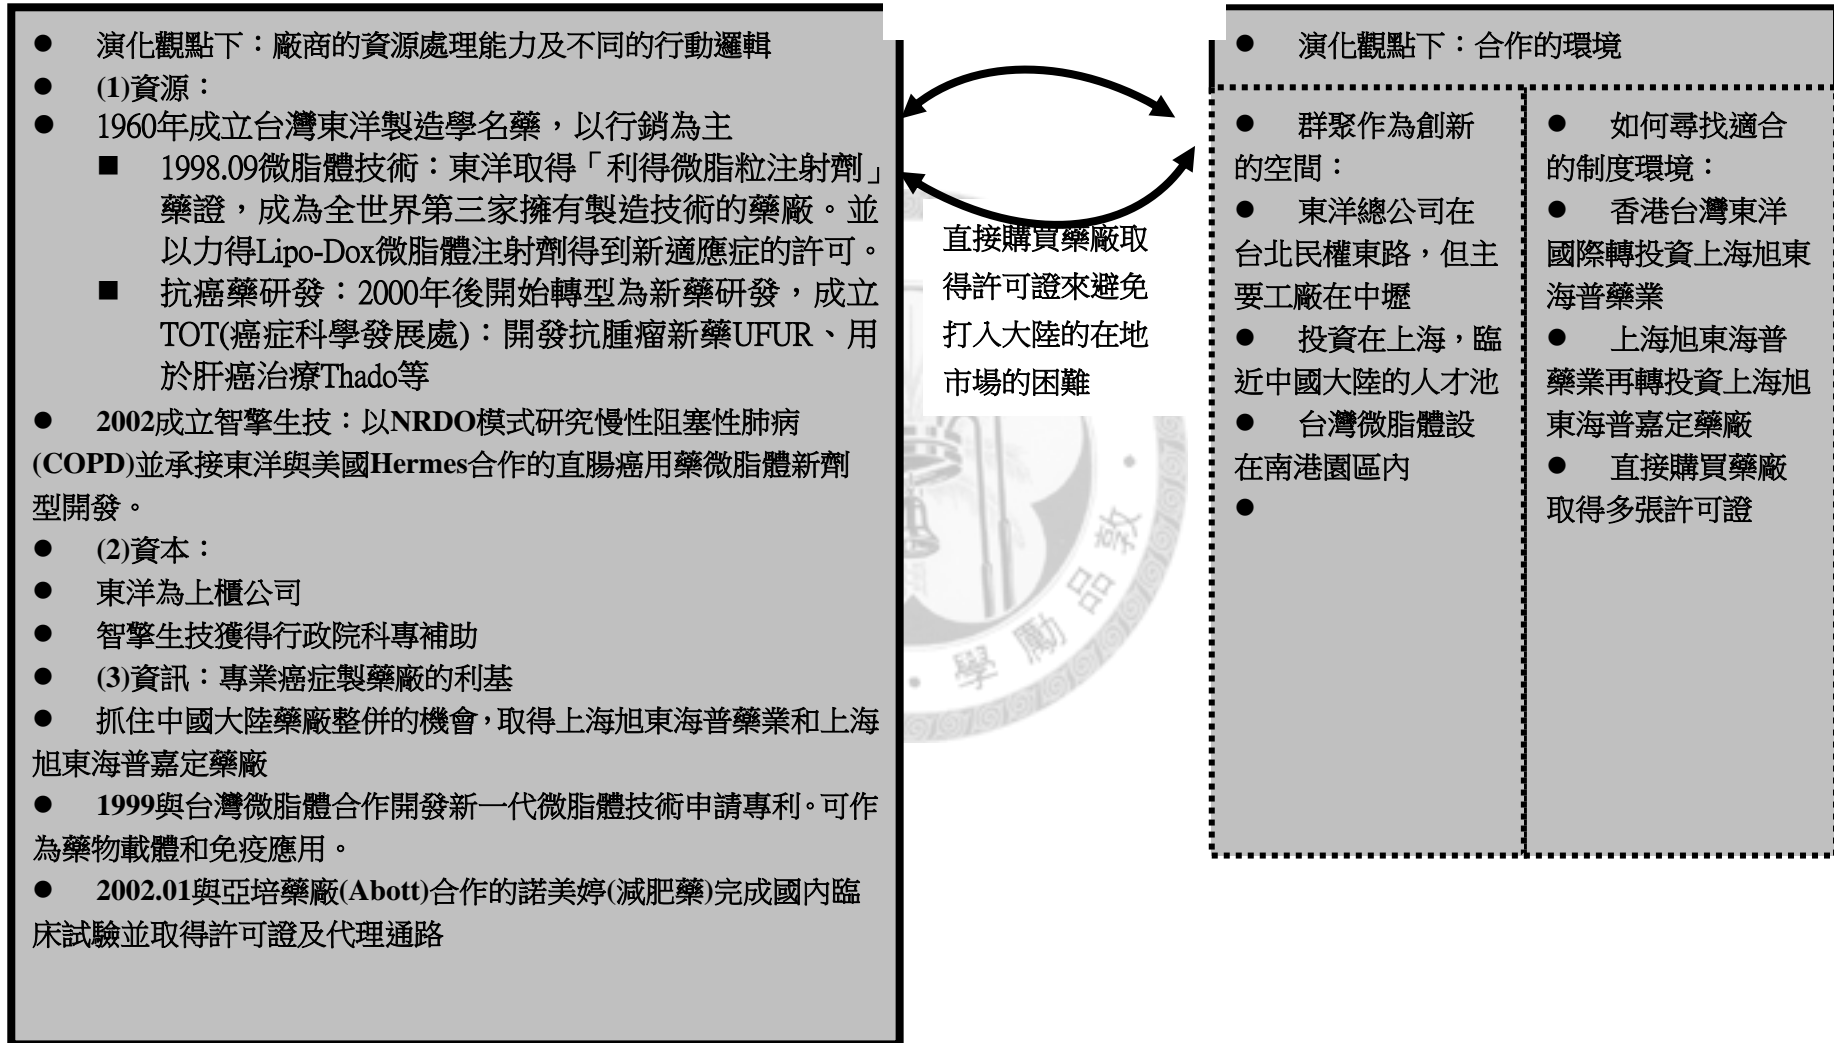 ● 演化觀點下：廠商的資源處理能力及不同的行動邏輯
● (1)資源：
● 1960年成立台灣東洋製造學名藥，以行銷為主
■ 1998.09微脂體技術：東洋取得「利得微脂粒注射劑」
藥證，成為全世界第三家擁有製造技術的藥廠。並
以力得Lipo-Dox微脂體注射劑得到新適應症的許可。
■ 抗癌藥研發：2000年後開始轉型為新藥研發，成立
TOT(癌症科學發展處)：開發抗腫瘤新藥UFUR、用
於肝癌治療Thado等
● 2002成立智擎生技：以NRDO模式研究慢性阻塞性肺病
(COPD)並承接東洋與美國Hermes合作的直腸癌用藥微脂體新劑
型開發。
● (2)資本：
● 東洋為上櫃公司
● 智擎生技獲得行政院科專補助
● (3)資訊：專業癌症製藥廠的利基
● 抓住中國大陸藥廠整併的機會，取得上海旭東海普藥業和上海
旭東海普嘉定藥廠
● 1999與台灣微脂體合作開發新一代微脂體技術申請專利。可作
為藥物載體和免疫應用。
● 2002.01與亞培藥廠(Abott)合作的諾美婷(減肥藥)完成國內臨
床試驗並取得許可證及代理通路
直接購買藥廠取
得許可證來避免
打入大陸的在地
市場的困難
● 演化觀點下：合作的環境
● 群聚作為創新
的空間：
● 東洋總公司在
台北民權東路，但主
要工廠在中壢
● 投資在上海，臨
近中國大陸的人才池
● 台灣微脂體設
在南港園區內
●
● 如何尋找適合
的制度環境：
● 香港台灣東洋
國際轉投資上海旭東
海普藥業
● 上海旭東海普
藥業再轉投資上海旭
東海普嘉定藥廠
● 直接購買藥廠
取得多張許可證
學 勵 品 敦